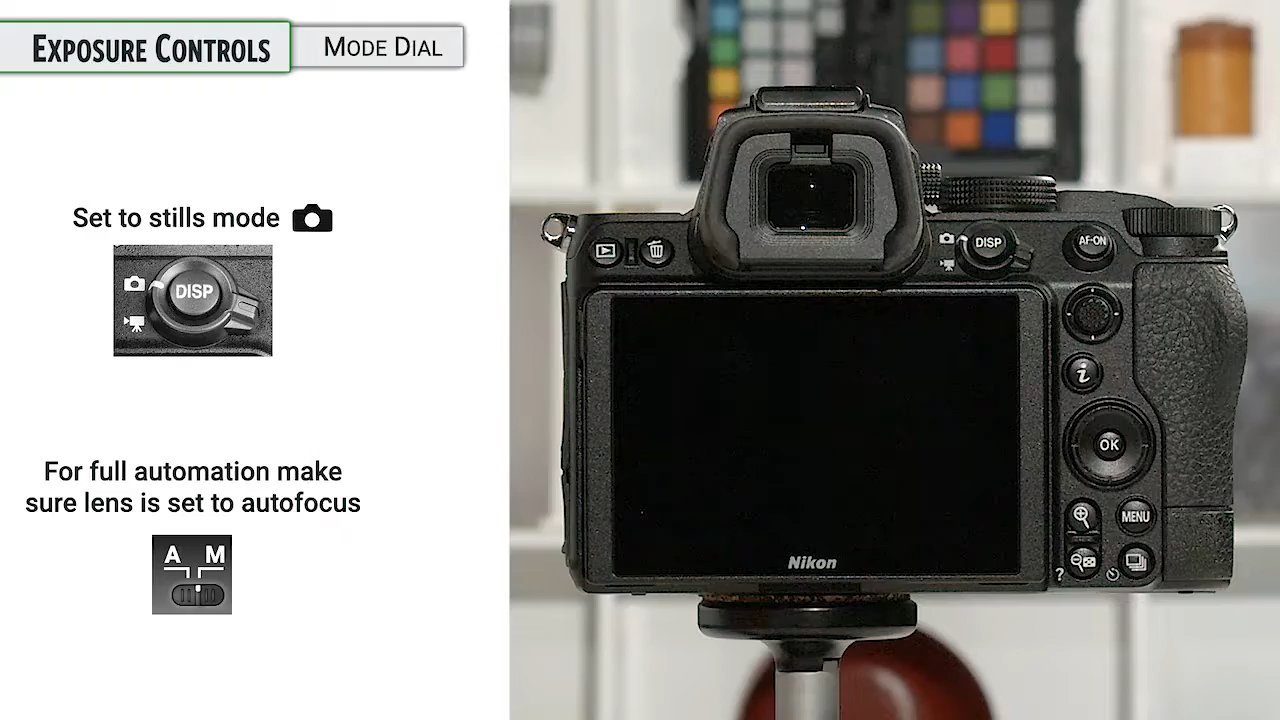 EXPOSURE CONTROLS
MODE DIAL
Set to stills mode
DISP
For full automation make
sure lens is set to autofocus
A M
DISP
AF-ON
i
OK
MENU
?
Nikon